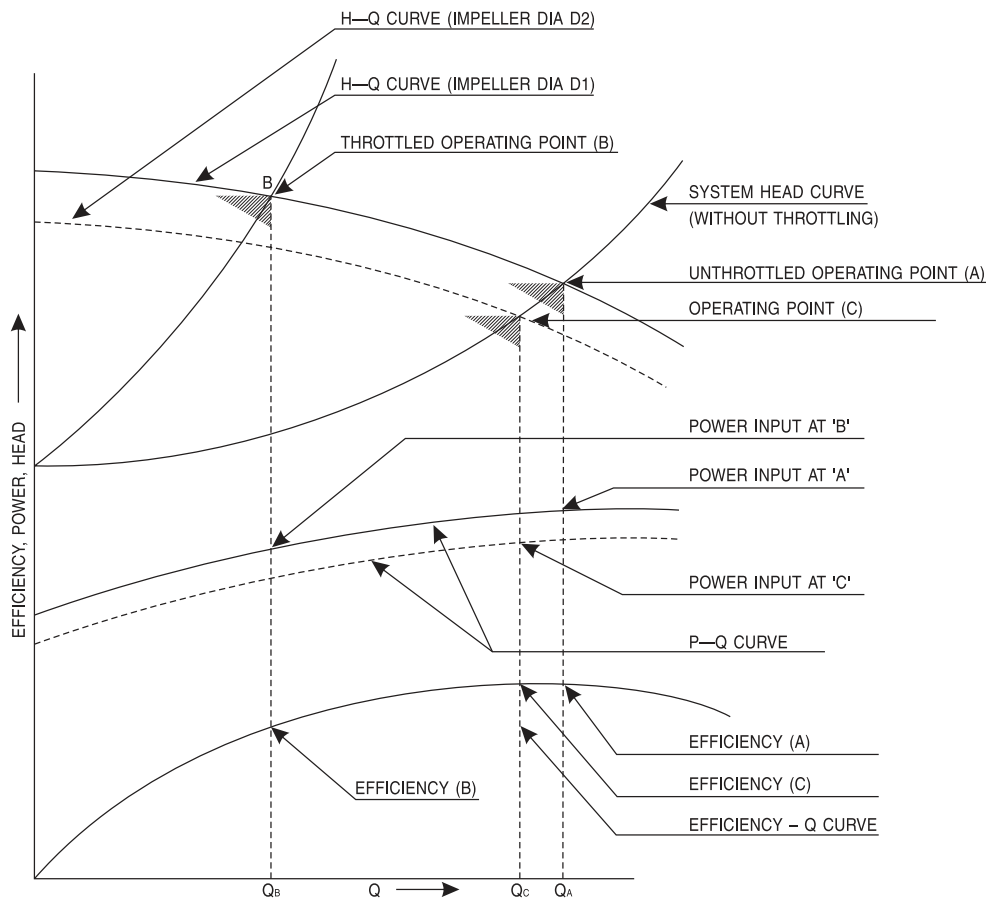 H—Q CURVE (IMPELLER DIA D2)
H—Q CURVE (IMPELLER DIA D1)
THROTTLED OPERATING POINT (B)
B
SYSTEM HEAD CURVE
(WITHOUT THROTTLING)
UNTHROTTLED OPERATING POINT (A)
OPERATING POINT (C)
EFFICIENCY, POWER, HEAD
POWER INPUT AT 'B'
POWER INPUT AT 'A'
POWER INPUT AT 'C'
P—Q CURVE
EFFICIENCY (A)
EFFICIENCY (B)
EFFICIENCY (C)
EFFICIENCY – Q CURVE
QB Q QC QA